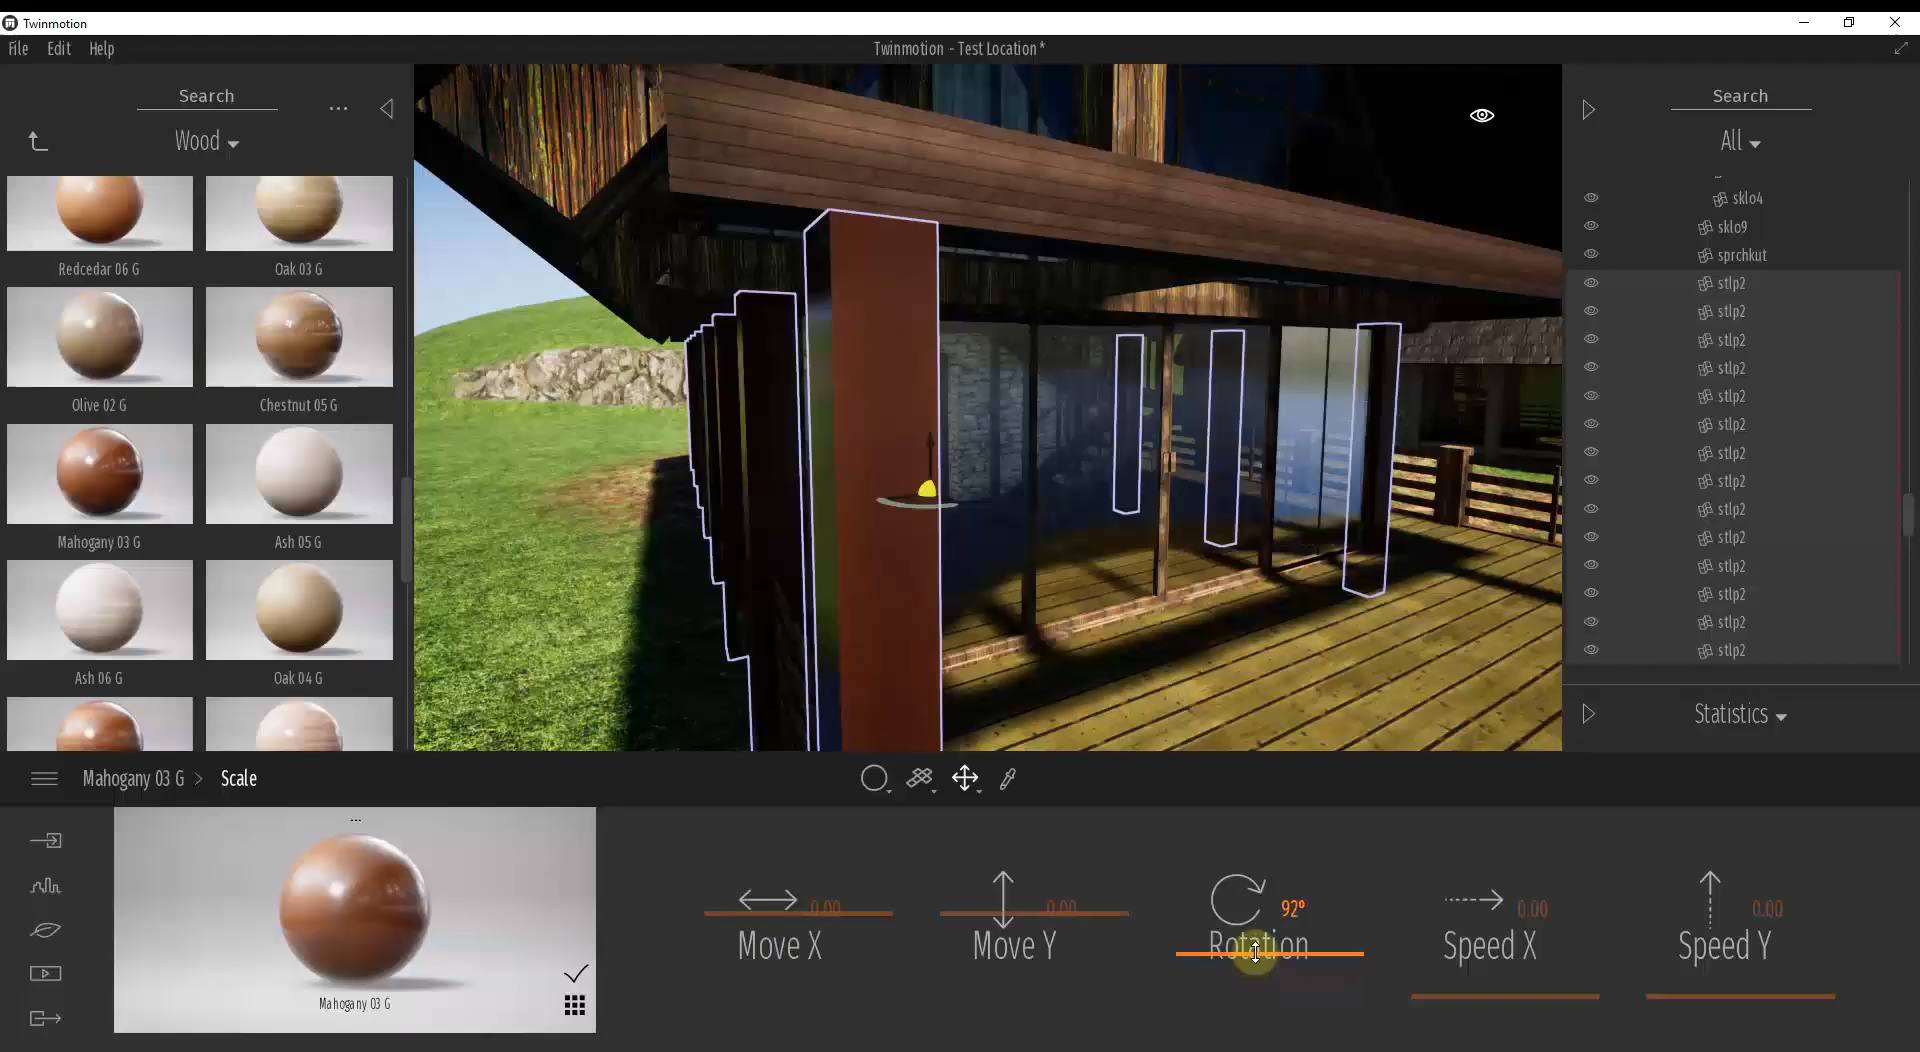 Twinmotion
File Edit Help
Twinmotion - Test Location*
Search
...
Wood
Redcedar 06 G
Oak 03 G
Olive 02 G
Chestnut 05 G
Mahogany 03 G
Ash 05 G
Ash 06 G
Oak 04 G
Search
All
sklo4
sklo9
sprchkut
stlp2
stlp2
stlp2
stlp2
stlp2
stlp2
stlp2
stlp2
stlp2
stlp2
stlp2
stlp2
stlp2
stlp2
Statistics
Mahogany 03 G > Scale
...
Mahogany 03 G
0.00
Move X
0.00
Move Y
92°
Rotation
0.00
Speed X
0.00
Speed Y